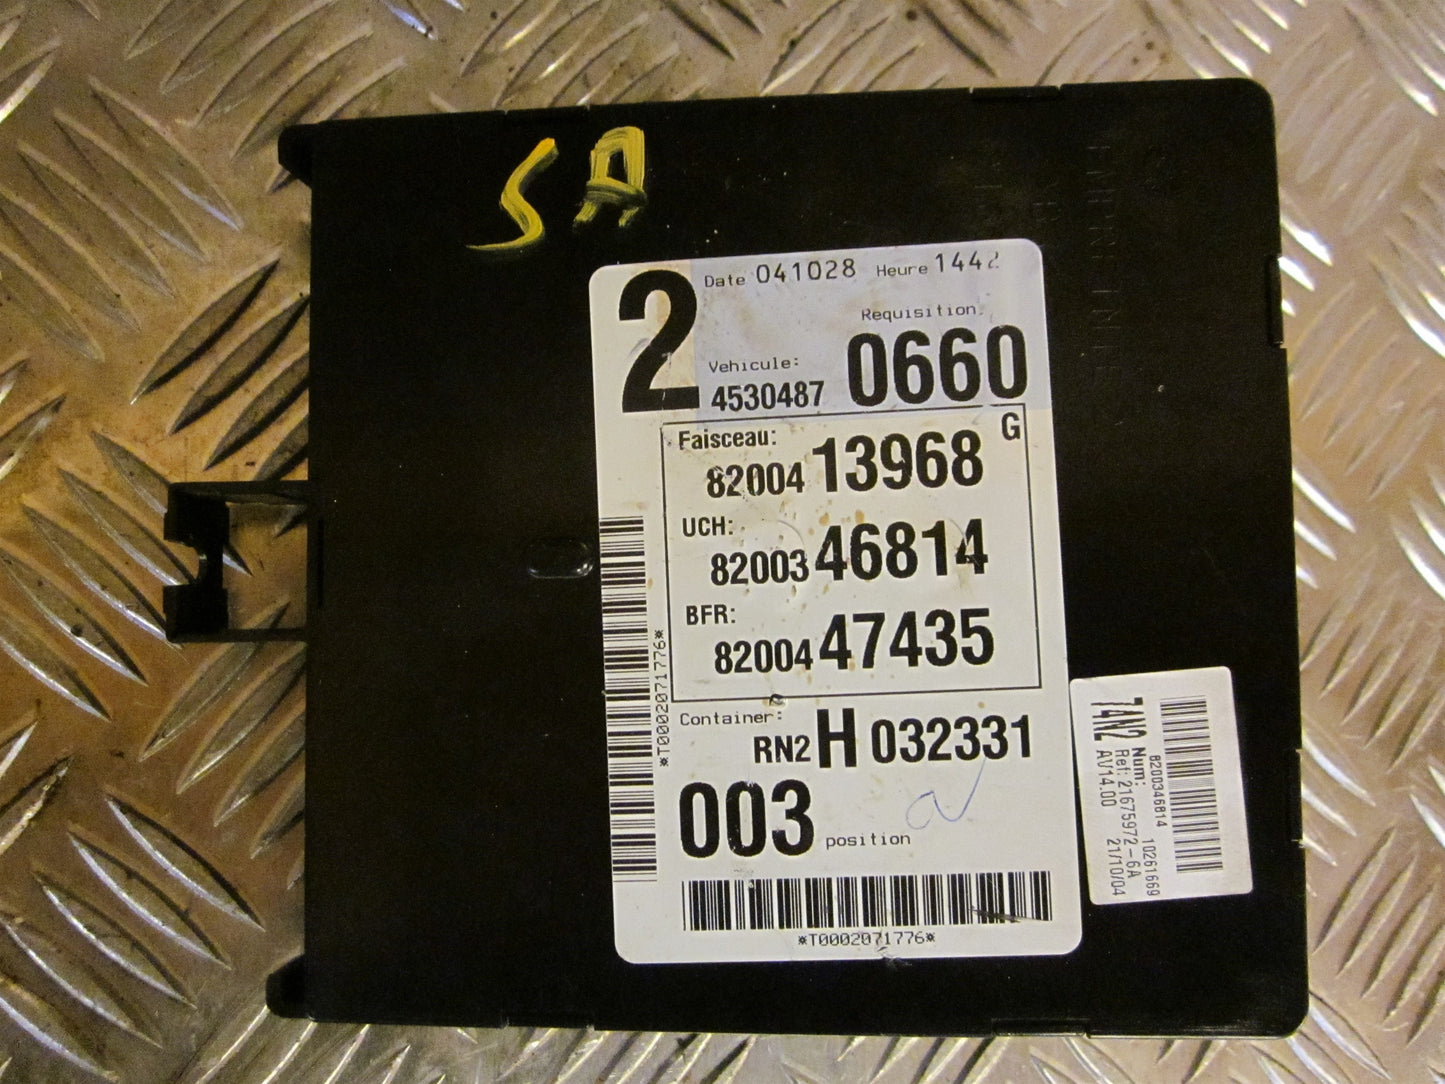 SA
2
Date 041028 Heure 1442
Requisition:
Vehicule:
4530487 0660
G
Faisceau:
82004 13968
UCH:
82003 46814
BFR:
82004 47435
Container:
RN2 H 032331
003 position
*T0002071776*
*T0002071776*
8200346814 10261669
74N2 Num:
Ref: 21675972-6A
AV14.00 21/10/04